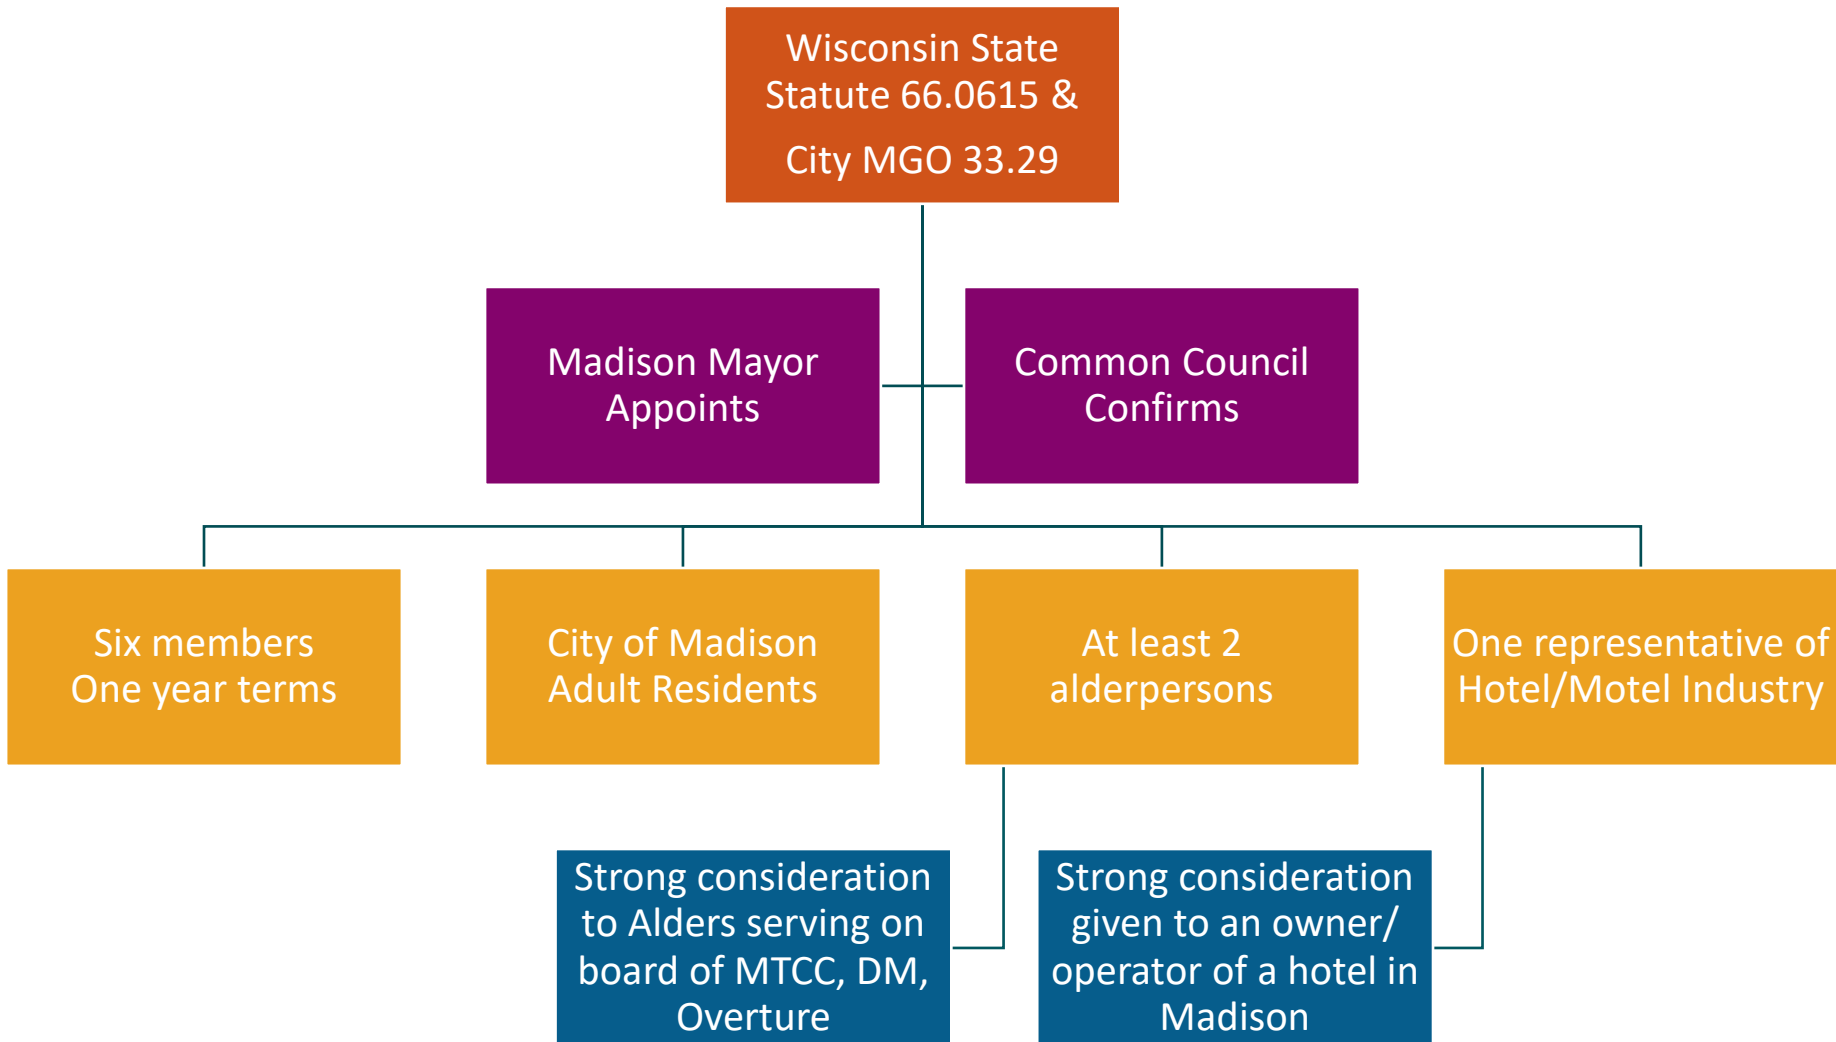 Wisconsin State
Statute 66.0615 &
City MGO 33.29
Madison Mayor
Appoints
Common Council
Confirms
Six members
One year terms
City of Madison
Adult Residents
At least 2
alderpersons
One representative of
Hotel/Motel Industry
Strong consideration
to Alders serving on
board of MTCC, DM,
Overture
Strong consideration
given to an owner/
operator of a hotel in
Madison